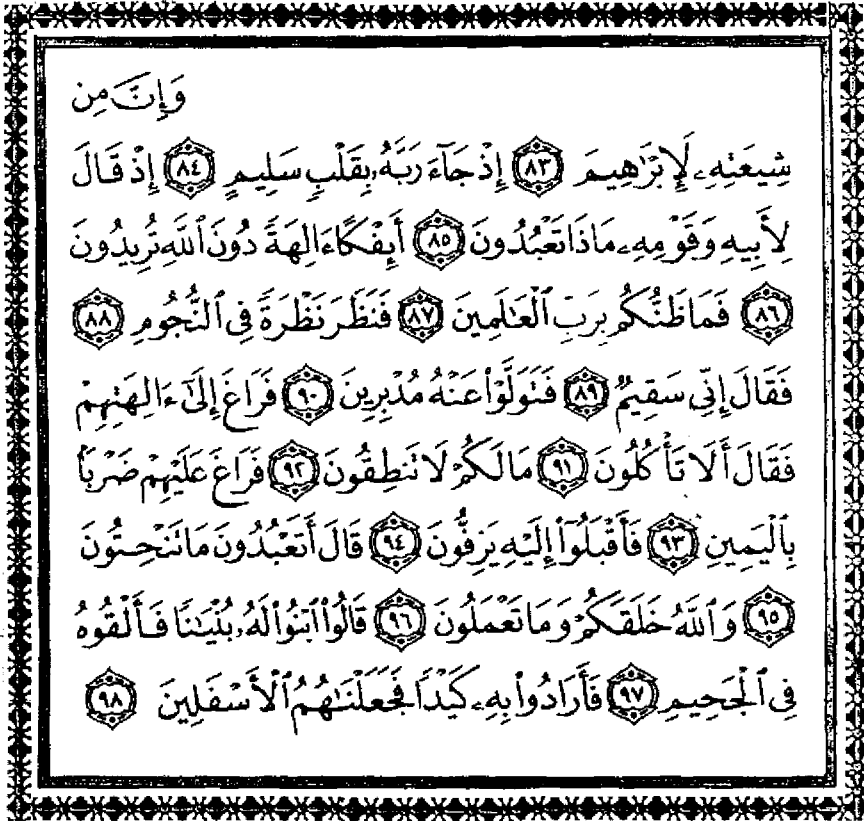 وَإِنَّ مِن
شِيعَتِهِۦ لَإِبْرَٰهِيمَ ٨٣ إِذْ جَآءَ رَبَّهُۥ بِقَلْبٍ سَلِيمٍ ٨٤ إِذْ قَالَ
لِأَبِيهِ وَقَوْمِهِۦ مَاذَا تَعْبُدُونَ ٨٥ أَئِفْكًا ءَالِهَةً دُونَ ٱللَّهِ تُرِيدُونَ
٨٦ فَمَا ظَنُّكُم بِرَبِّ ٱلْعَٰلَمِينَ ٨٧ فَنَظَرَ نَظْرَةً فِى ٱلنُّجُومِ ٨٨
فَقَالَ إِنِّى سَقِيمٌ ٨٩ فَتَوَلَّوْا۟ عَنْهُ مُدْبِرِينَ ٩٠ فَرَاغَ إِلَىٰٓ ءَالِهَتِهِمْ
فَقَالَ أَلَا تَأْكُلُونَ ٩١ مَا لَكُمْ لَا تَنطِقُونَ ٩٢ فَرَاغَ عَلَيْهِمْ ضَرْبًۢا
بِٱلْيَمِينِ ٩٣ فَأَقْبَلُوٓا۟ إِلَيْهِ يَزِفُّونَ ٩٤ قَالَ أَتَعْبُدُونَ مَا تَنْحِتُونَ
٩٥ وَٱللَّهُ خَلَقَكُمْ وَمَا تَعْمَلُونَ ٩٦ قَالُوا۟ ٱبْنُوا۟ لَهُۥ بُنْيَٰنًا فَأَلْقُوهُ
فِى ٱلْجَحِيمِ ٩٧ فَأَرَادُوا۟ بِهِۦ كَيْدًا فَجَعَلْنَٰهُمُ ٱلْأَسْفَلِينَ ٩٨